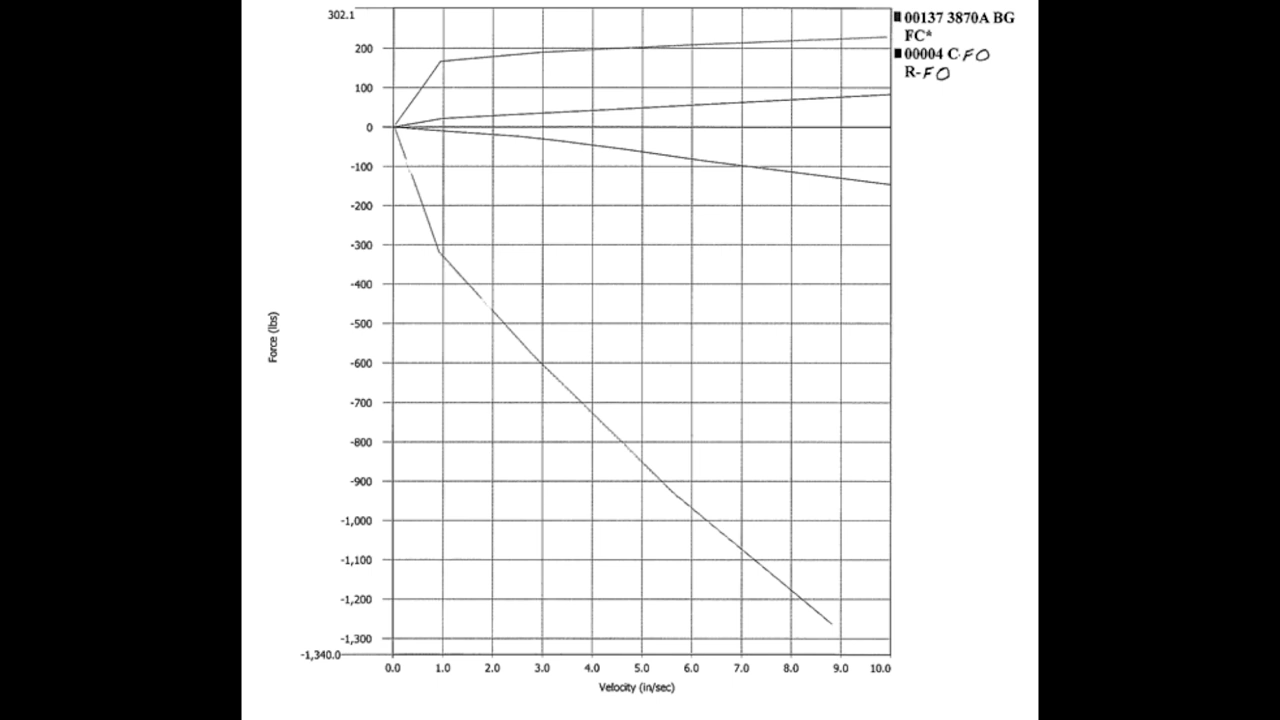 302.1
200
100
0
-100
-200
-300
-400
-500
-600
-700
-800
-900
-1,000
-1,100
-1,200
-1,300
-1,340.0
Force (lbs)
0.0 1.0 2.0 3.0 4.0 5.0 6.0 7.0 8.0 9.0 10.0
Velocity (in/sec)
00137 3870A BG
FC*
00004 C-FO
R-FO